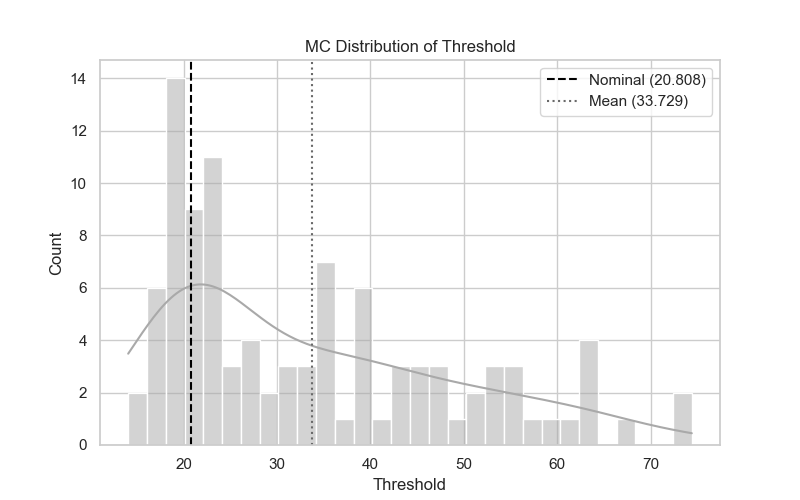 MC Distribution of Threshold
Nominal (20.808)
Mean (33.729)
14
12
10
8
6
4
2
0
Count
20 30 40 50 60 70
Threshold